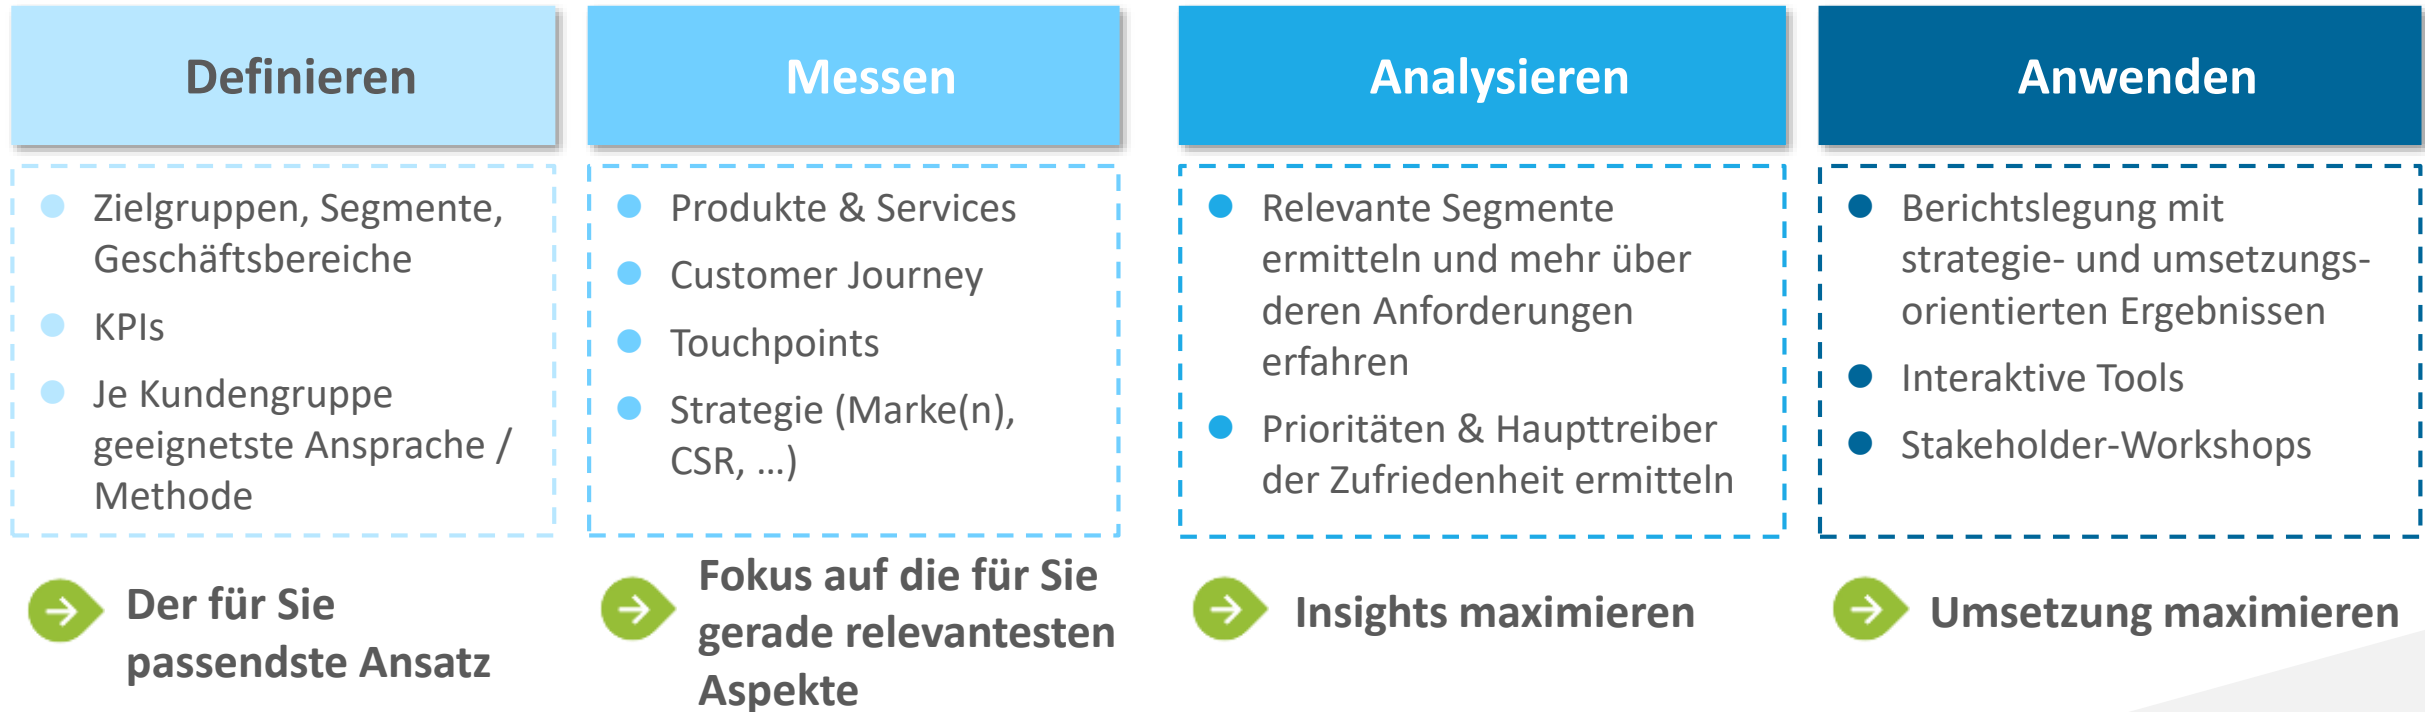 Definieren
Zielgruppen, Segmente,
Geschäftsbereiche
KPIs
Je Kundengruppe
geeignetste Ansprache /
Methode
Der für Sie
passendste Ansatz
Messen
Produkte & Services
Customer Journey
Touchpoints
Strategie (Marke(n),
CSR, …)
Fokus auf die für Sie
gerade relevantesten
Aspekte
Analysieren
Relevante Segmente
ermitteln und mehr über
deren Anforderungen
erfahren
Prioritäten & Haupttreiber
der Zufriedenheit ermitteln
Insights maximieren
Anwenden
Berichtslegung mit
strategie- und umsetzungs-
orientierten Ergebnissen
Interaktive Tools
Stakeholder-Workshops
Umsetzung maximieren